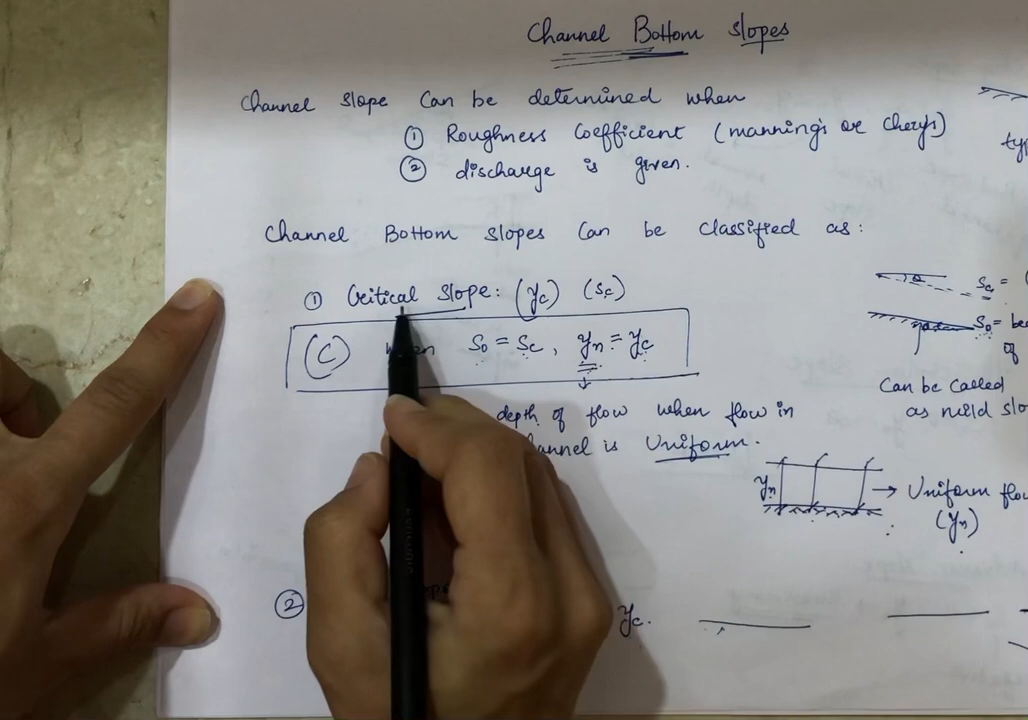 Channel Bottom slopes
Channel slope can be determined when
① Roughness coefficient (manning's or Chezy's)
② discharge is given.
Channel Bottom slopes can be classified as:
① Critical slope: (yc) (Sc)
(C) when S0 = Sc, yn = yc
depth of flow when flow in
channel is Uniform.
Sc =
S0 =
of
Can be called
as mild
yn → Uniform
(yn)
②
yc.